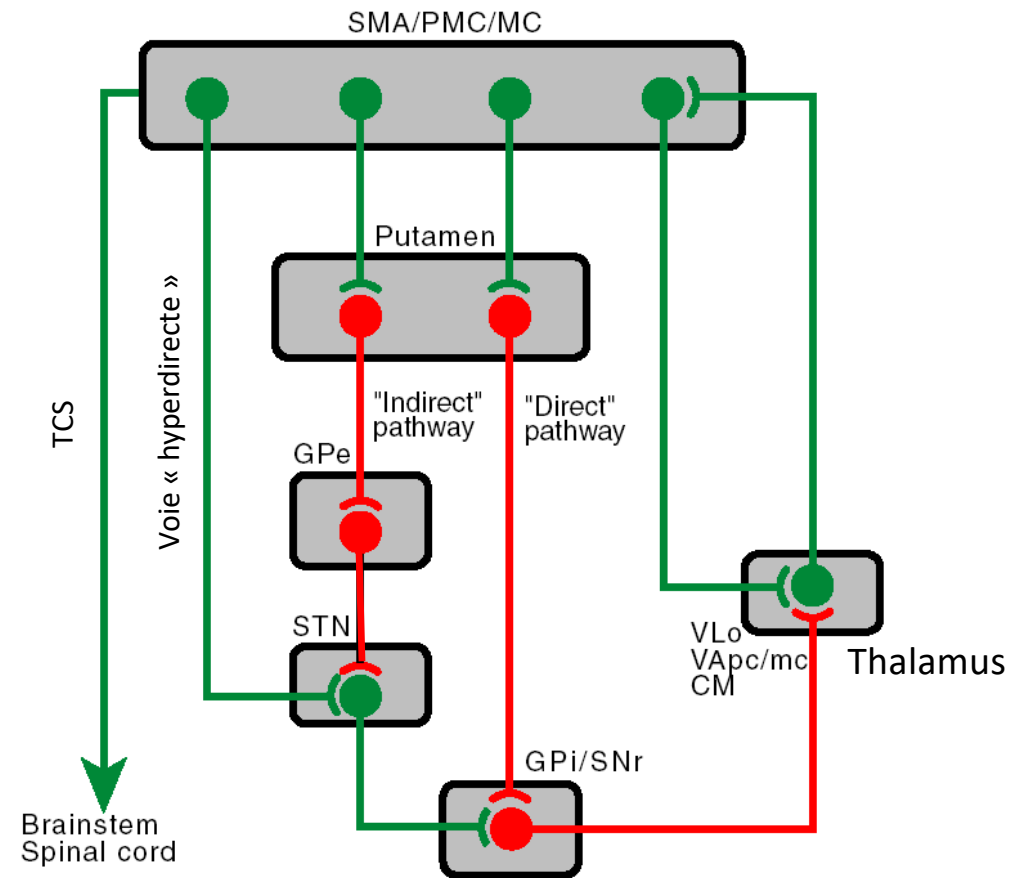 SMA/PMC/MC
Putamen
Voie « hyperdirecte »
TCS
"Indirect"
pathway
"Direct"
pathway
GPe
STN
VLo
VApc/mc
CM
Thalamus
GPi/SNr
Brainstem
Spinal cord